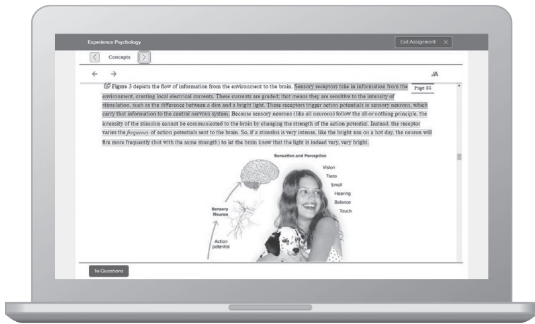 Experience Psychology
Exit Assignment ×
< Concepts >
← →
Figure 3 depicts the flow of information from the environment to the brain. Sensory receptors take in information from the
Page 85
environment, creating local electrical currents. These currents are graded; that means they are sensitive to the intensity of
stimulation, such as the difference between a dim and a bright light. These receptors trigger action potentials in sensory neurons, which
carry that information to the central nervous system. Because sensory neurons (like all neurons) follow the all-or-nothing principle, the
intensity of the stimulus cannot be communicated to the brain by changing the strength of the action potential. Instead, the receptor
varies the frequency of action potentials sent to the brain. So, if a stimulus is very intense, like the bright sun on a hot day, the neuron will
fire more frequently (but with the same strength) to let the brain know that the light is indeed very, very bright.
Sensation and Perception
Vision
Taste
Smell
Hearing
Balance
Touch
Sensory
Neurons
Action
potential
To Questions